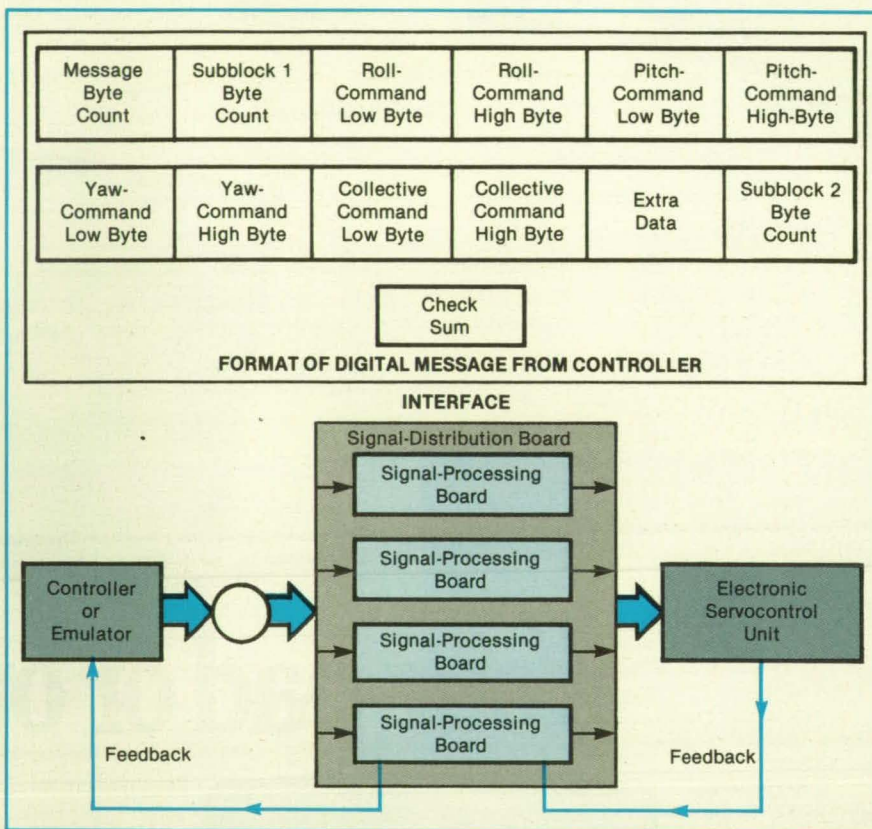 Message
Byte
Count
Subblock 1
Byte
Count
Roll-
Command
Low Byte
Roll-
Command
High Byte
Pitch-
Command
Low Byte
Pitch-
Command
High-Byte
Yaw-
Command
Low Byte
Yaw-
Command
High Byte
Collective
Command
Low Byte
Collective
Command
High Byte
Extra
Data
Subblock 2
Byte
Count
Check
Sum
FORMAT OF DIGITAL MESSAGE FROM CONTROLLER
INTERFACE
Signal-Distribution Board
Signal-Processing
Board
Signal-Processing
Board
Signal-Processing
Board
Signal-Processing
Board
Controller
or
Emulator
Electronic
Servocontrol
Unit
Feedback
Feedback